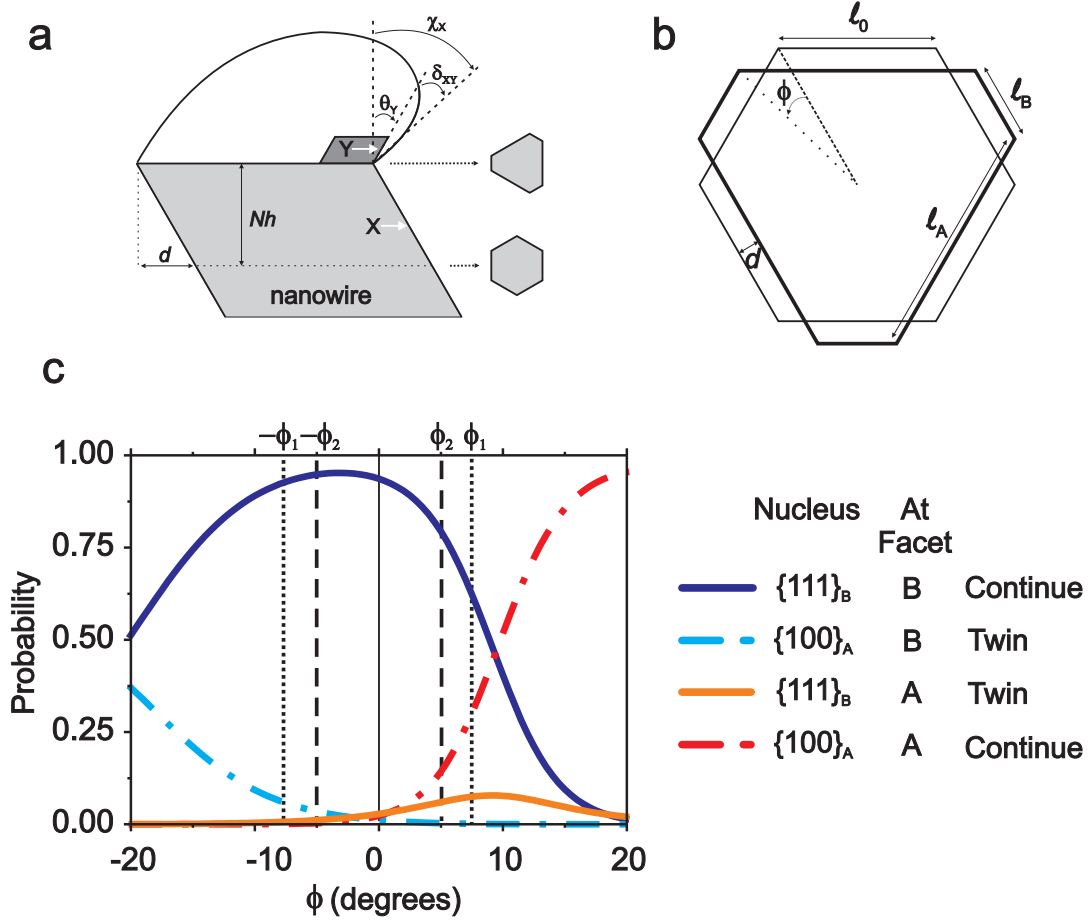 a
χX
δXY
θY
Y
Nh
X
d
nanowire
b
ℓ0
ϕ
ℓB
ℓA
d
c
−ϕ1 −ϕ2 ϕ2 ϕ1
1.00
0.75
0.50
0.25
0.00
Probability
-20 -10 0 10 20
ϕ (degrees)
Nucleus At
Facet
{111}B B Continue
{100}A B Twin
{111}B A Twin
{100}A A Continue